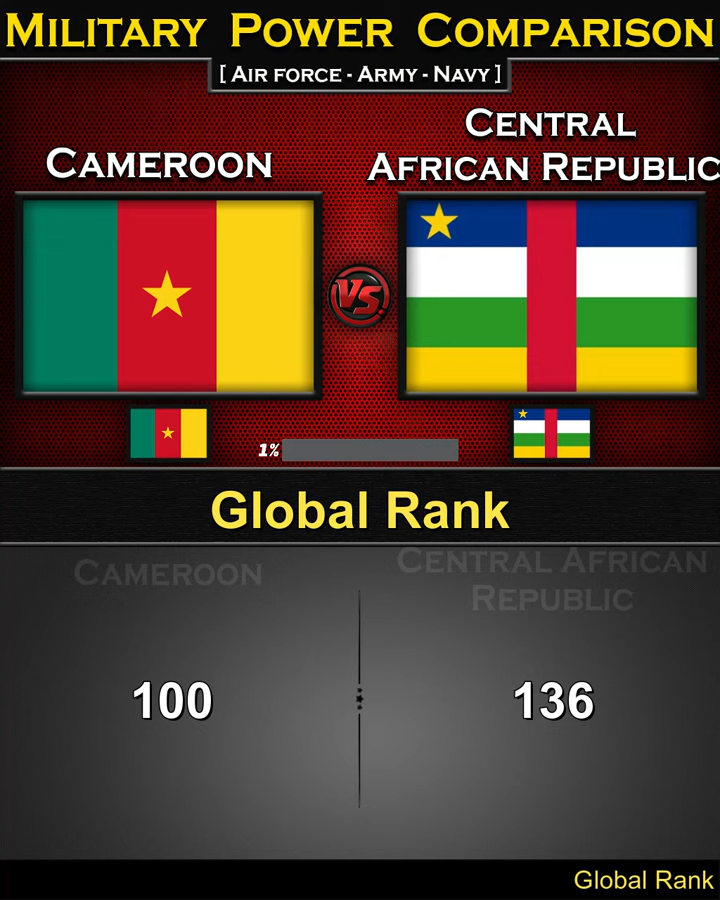 Military Power Comparison
[ Air force - Army - Navy ]
Cameroon
Central
African Republic
VS.
1%
Global Rank
Cameroon
Central African
Republic
100
136
Global Rank